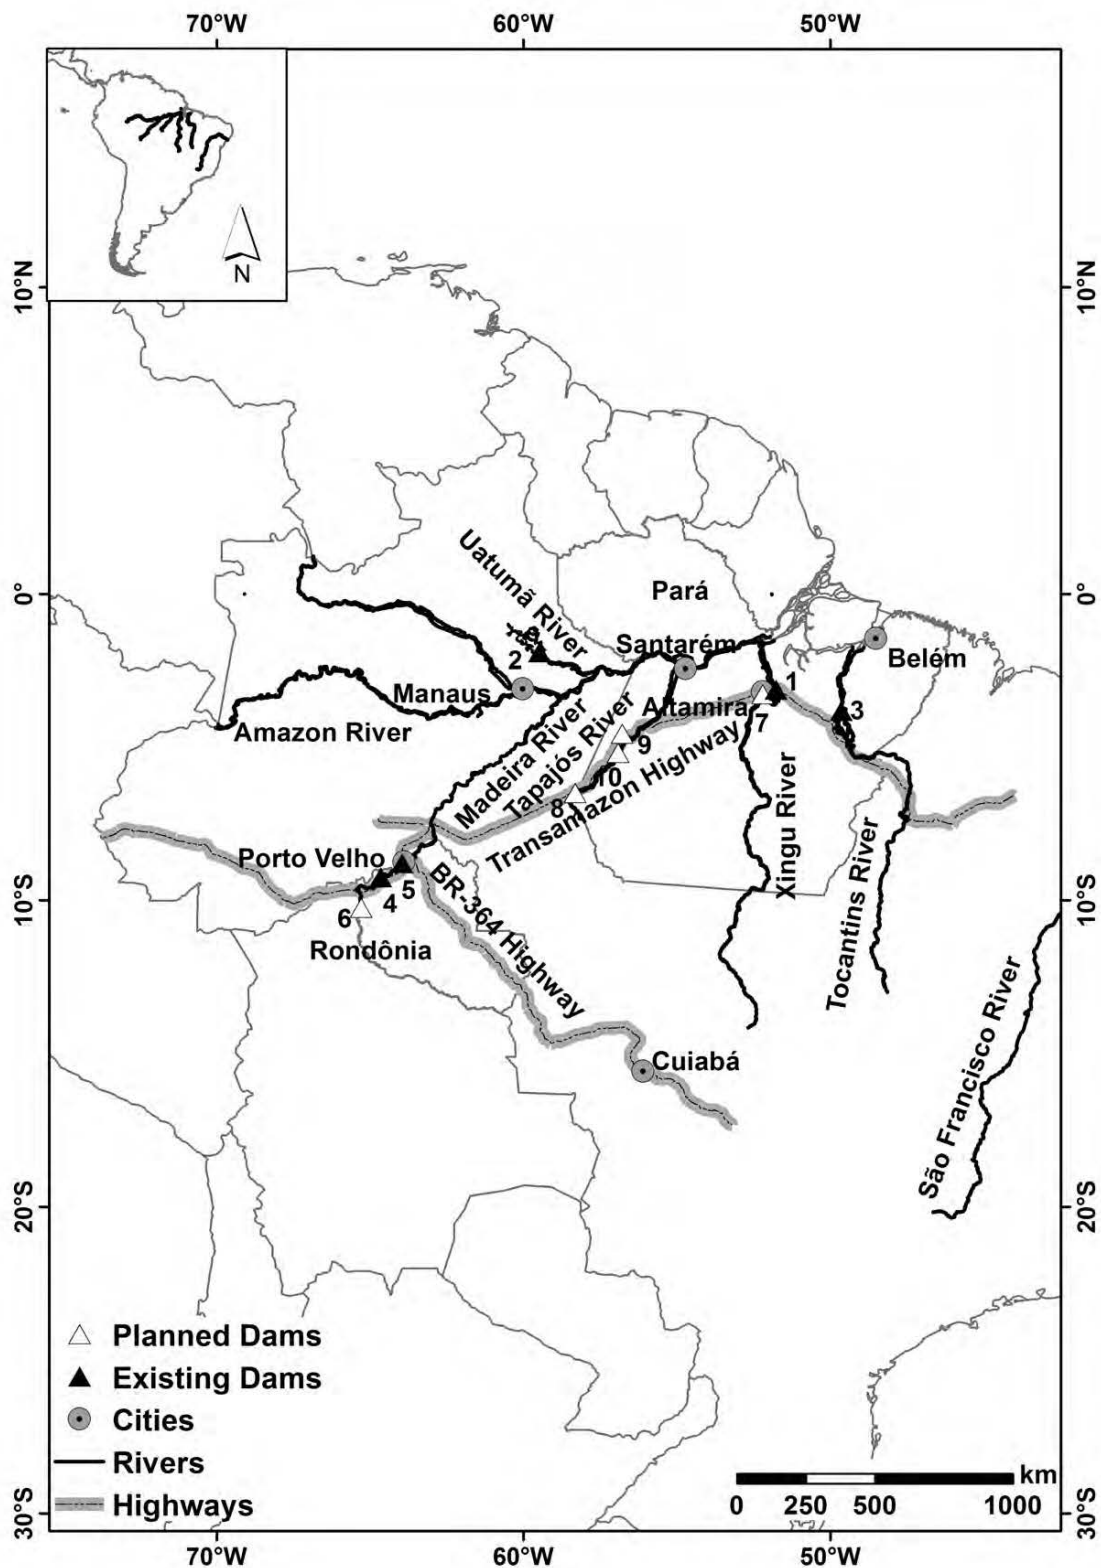 70°W
60°W
50°W
N
10°N
10°N
Uatumã River
0°
0°
Pará
Santarém
Belém
2
1
Manaus
Altamira
3
7
Amazon River
Madeira River
Tapajós River
9
10
8
Transamazon Highway
Xingu River
Tocantins River
Porto Velho
BR-364 Highway
5
4
6
10°S
10°S
Rondônia
São Francisco River
Cuiabá
20°S
20°S
Planned Dams
Existing Dams
Cities
Rivers
Highways
km
0 250 500 1000
30°S
30°S
70°W
60°W
50°W